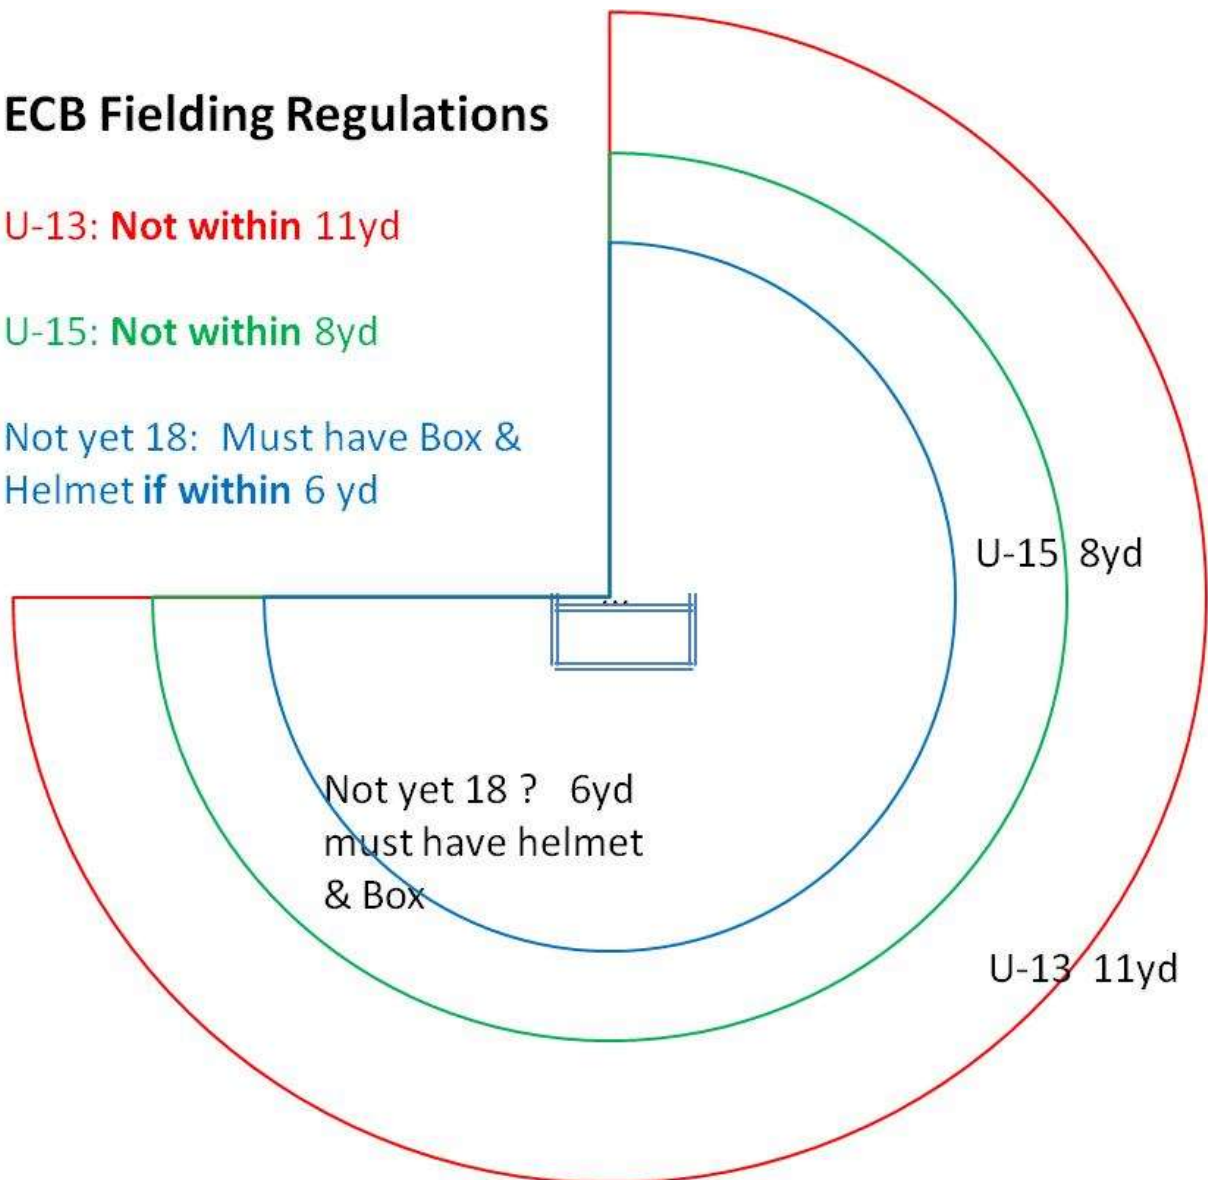 ECB Fielding Regulations
U-13: Not within 11yd
U-15: Not within 8yd
Not yet 18: Must have Box &
Helmet if within 6 yd
U-15 8yd
Not yet 18 ? 6yd
must have helmet
& Box
U-13 11yd